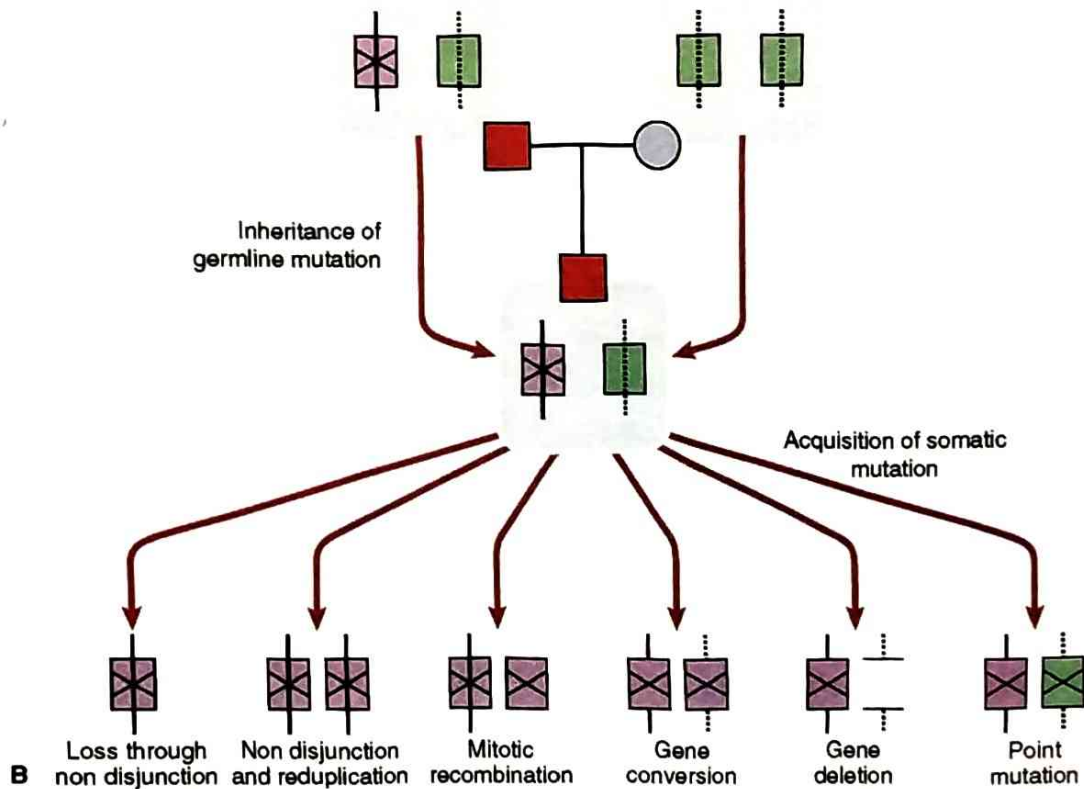 Inheritance of
germline mutation
Acquisition of somatic
mutation
Loss through
non disjunction
Non disjunction
and reduplication
Mitotic
recombination
Gene
conversion
Gene
deletion
Point
mutation
B